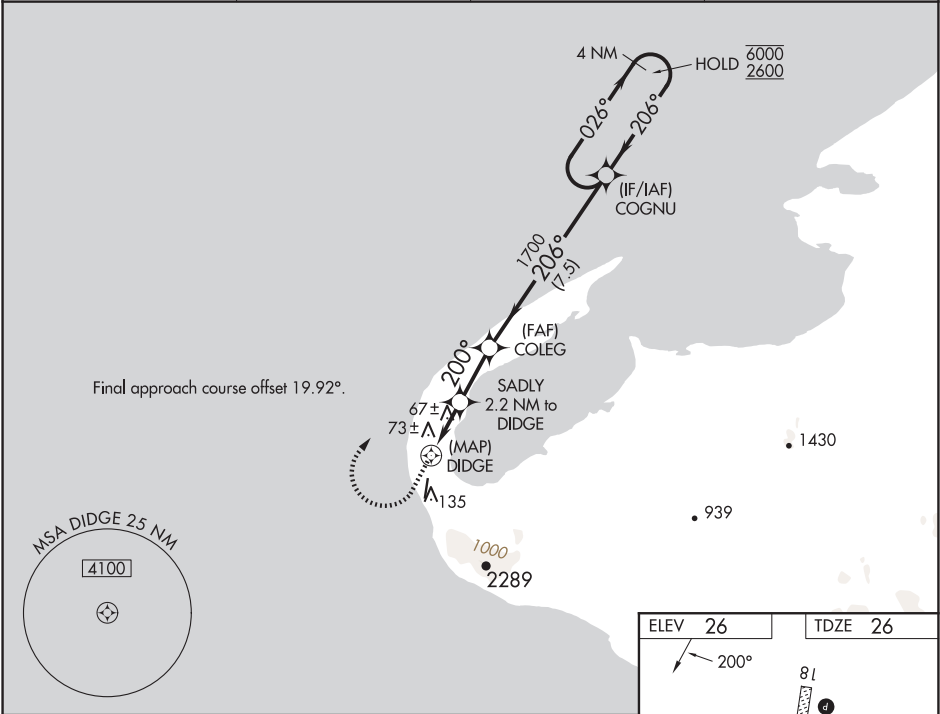 4 NM
HOLD 6000
2600
026°
206°
(IF/IAF)
COGNU
1700
206°
(7.5)
(FAF)
COLEG
200°
SADLY
2.2 NM to
DIDGE
Final approach course offset 19.92°.
67±
73±
(MAP)
DIDGE
135
1430
939
1000
2289
MSA DIDGE 25 NM
4100
ELEV 26
TDZE 26
200°
18
P